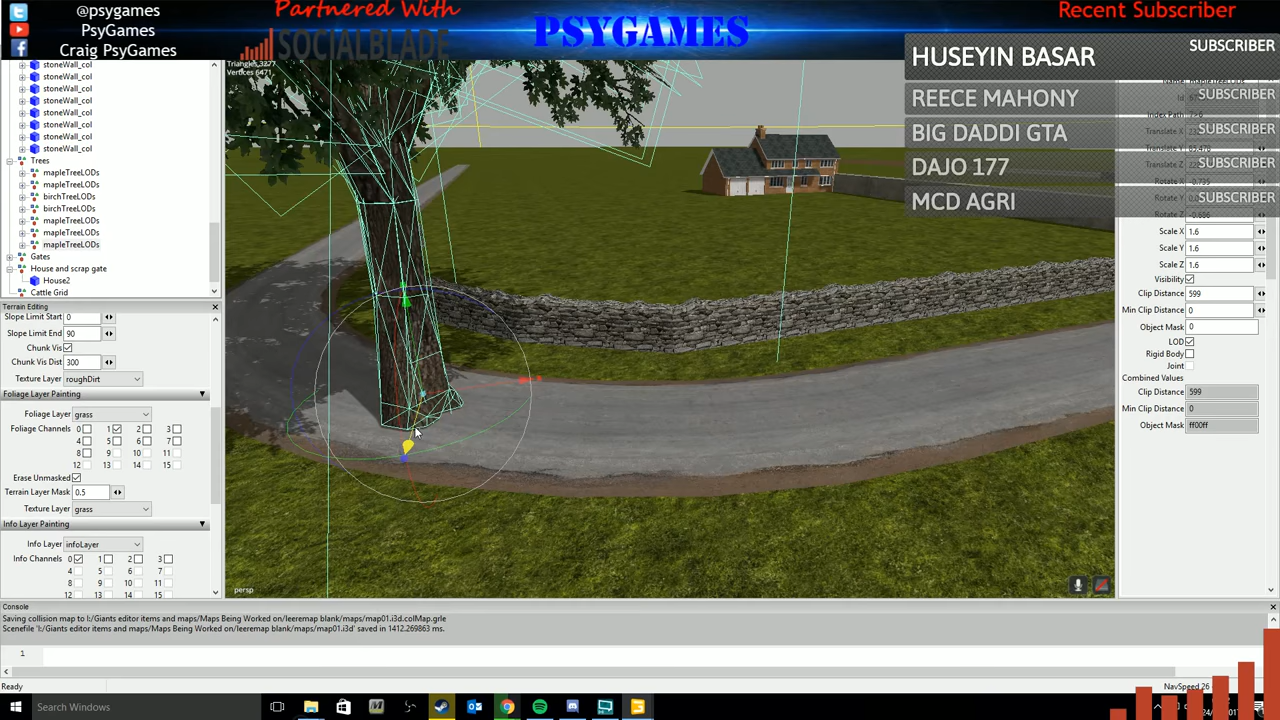 @psygames
PsyGames
Craig PsyGames
Partnered With
SOCIALBLADE
PSYGAMES
Recent Subscriber
HUSEYIN BASAR SUBSCRIBER
REECE MAHONY SUBSCRIBER
BIG DADDI GTA SUBSCRIBER
DAJO 177 SUBSCRIBER
MCD AGRI SUBSCRIBER
stoneWall_col
stoneWall_col
stoneWall_col
stoneWall_col
stoneWall_col
stoneWall_col
stoneWall_col
stoneWall_col
Trees
mapleTreeLODs
mapleTreeLODs
birchTreeLODs
birchTreeLODs
mapleTreeLODs
mapleTreeLODs
mapleTreeLODs
Gates
House and scrap gate
House2
Cattle Grid
Terrain Editing
Slope Limit Start 0
Slope Limit End 90
Chunk Vis
Chunk Vis Dist 300
Texture Layer roughDirt
Foliage Layer Painting
Foliage Layer grass
Foliage Channels 0 1 2 3
4 5 6 7
8 9 10 11
12 13 14 15
Erase Unmasked
Terrain Layer Mask 0.5
Texture Layer grass
Info Layer Painting
Info Layer infoLayer
Info Channels 0 1 2 3
4 5 6 7
8 9 10 11
12 13 14 15
Triangles 3277
Vertices 6471
persp
Translate X
Rotate Z -0.686
Scale X 1.6
Scale Y 1.6
Scale Z 1.6
Visibility
Clip Distance 599
Min Clip Distance 0
Object Mask 0
LOD
Rigid Body
Joint
Combined Values
Clip Distance 599
Min Clip Distance 0
Object Mask ff00ff
Console
Saving collision map to I:/Giants editor items and maps/Maps Being Worked on/leeremap blank/maps/map01.i3d.colMap.grle
Scenefile 'I:/Giants editor items and maps/Maps Being Worked on/leeremap blank/maps/map01.i3d' saved in 1412.269863 ms.
1
Ready
NavSpeed 26
Search Windows